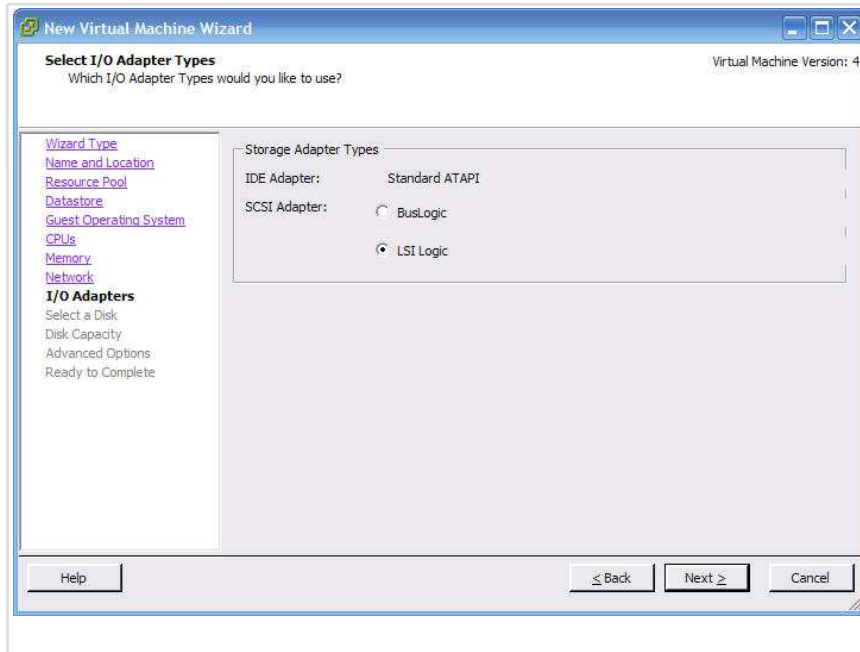 New Virtual Machine Wizard
Select I/O Adapter Types
Which I/O Adapter Types would you like to use?
Virtual Machine Version: 4
Wizard Type
Name and Location
Resource Pool
Datastore
Guest Operating System
CPUs
Memory
Network
I/O Adapters
Select a Disk
Disk Capacity
Advanced Options
Ready to Complete
Storage Adapter Types
IDE Adapter: Standard ATAPI
SCSI Adapter: BusLogic
LSI Logic
Help
< Back
Next >
Cancel